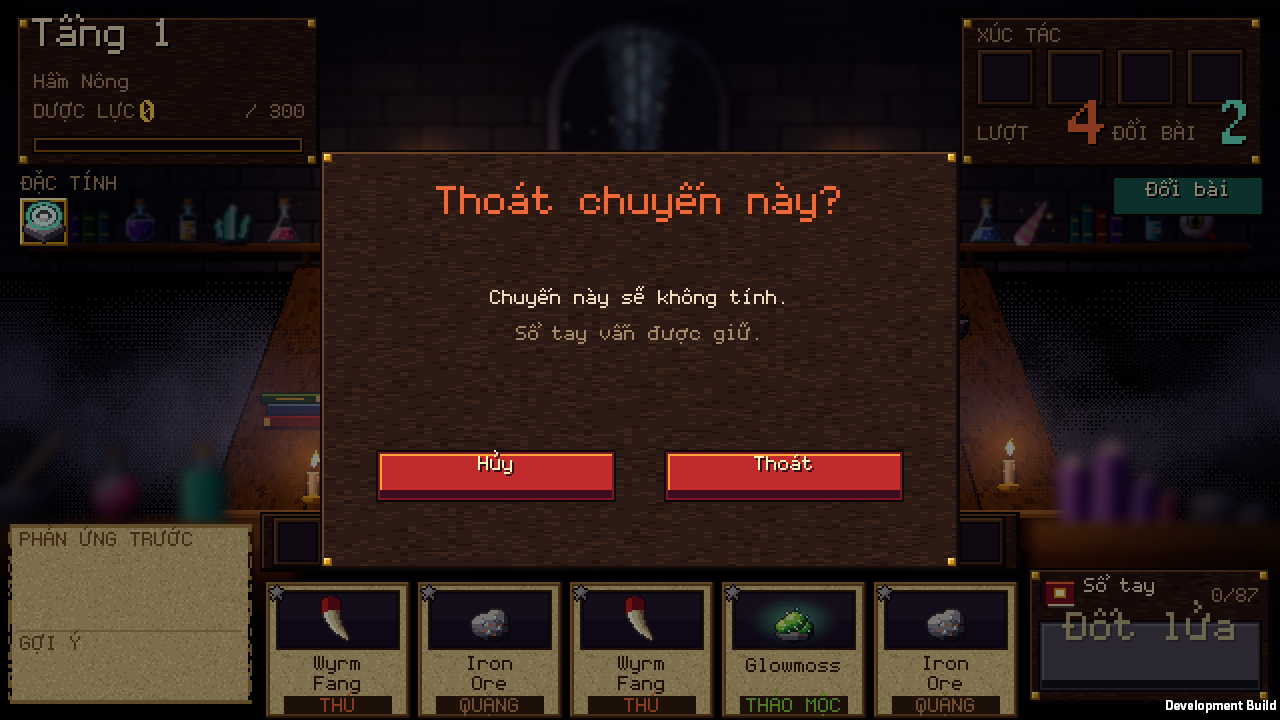 Tầng 1
Hầm Nông
DƯỢC LỰC 0 / 300
ĐẶC TÍNH
XÚC TÁC
LƯỢT 4 ĐỔI BÀI 2
Đổi bài
Thoát chuyến này?
Chuyến này sẽ không tính.
Sổ tay vẫn được giữ.
Hủy
Thoát
PHẢN ỨNG TRƯỚC
GỢI Ý
Wyrm
Fang
THÚ
Iron
Ore
QUẶNG
Wyrm
Fang
THÚ
Glowmoss
THẢO MỘC
Iron
Ore
QUẶNG
Sổ tay
0/87
Đốt lửa
Development Build